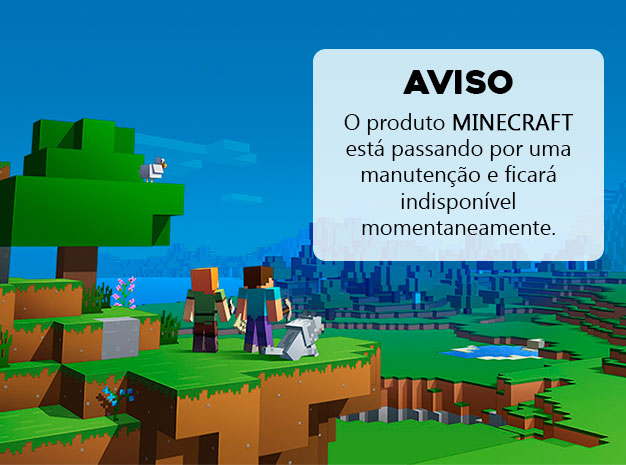 AVISO
O produto MINECRAFT
está passando por uma
manutenção e ficará
indisponível
momentaneamente.